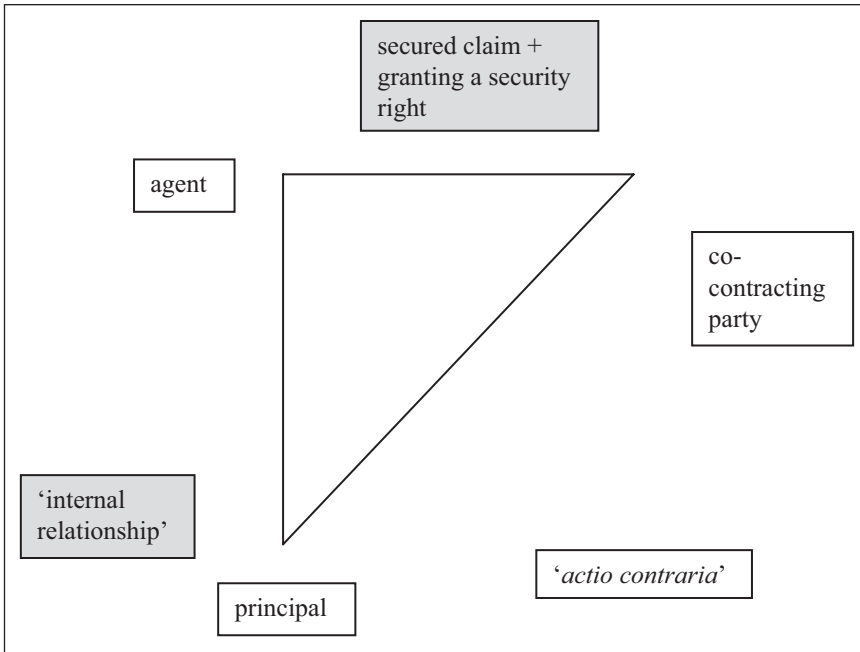 secured claim +
granting a security
right
agent
co-
contracting
party
‘internal
relationship’
‘actio contraria’
principal